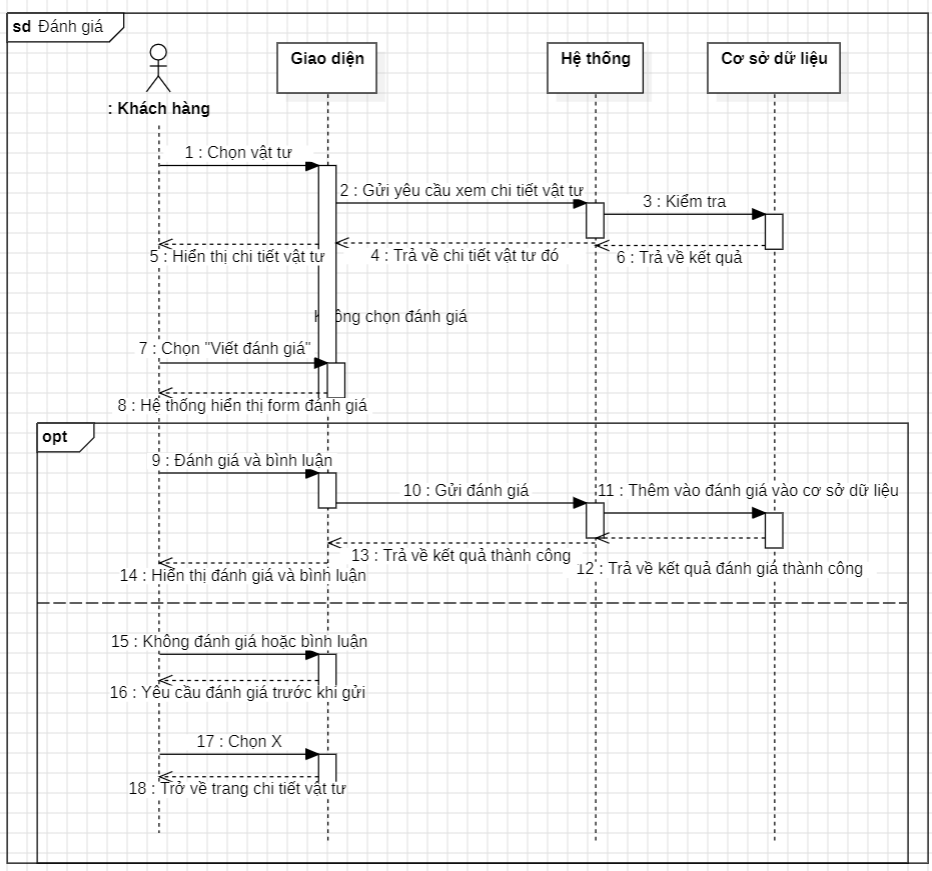 sd Đánh giá
Giao diện
Hệ thống
Cơ sở dữ liệu
: Khách hàng
1 : Chọn vật tư
2 : Gửi yêu cầu xem chi tiết vật tư
3 : Kiểm tra
5 : Hiển thị chi tiết vật tư
4 : Trả về chi tiết vật tư đó
6 : Trả về kết quả
Không chọn đánh giá
7 : Chọn "Viết đánh giá"
8 : Hệ thống hiển thị form đánh giá
opt
9 : Đánh giá và bình luận
10 : Gửi đánh giá
11 : Thêm vào đánh giá vào cơ sở dữ liệu
13 : Trả về kết quả thành công
12 : Trả về kết quả đánh giá thành công
14 : Hiển thị đánh giá và bình luận
15 : Không đánh giá hoặc bình luận
16 : Yêu cầu đánh giá trước khi gửi
17 : Chọn X
18 : Trở về trang chi tiết vật tư